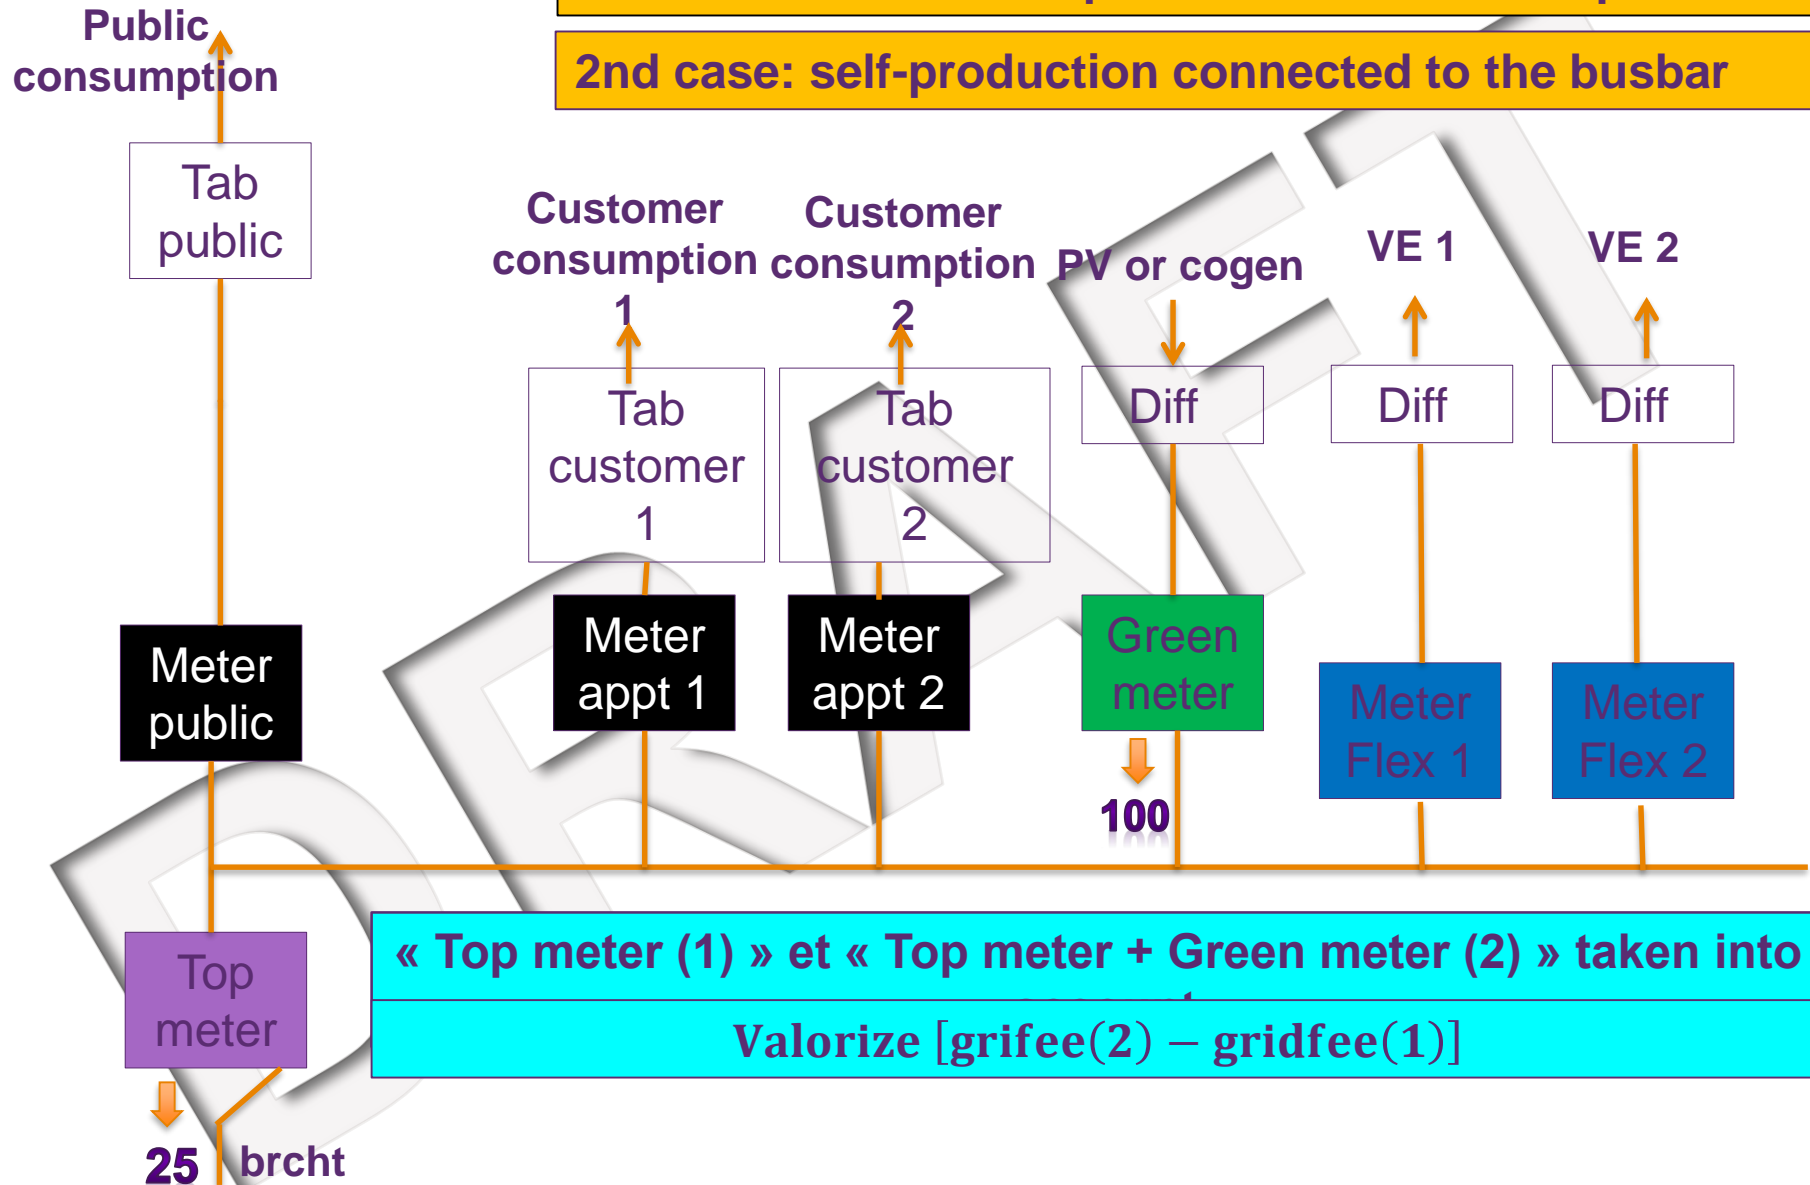 2nd case: self-production connected to the busbar
Public
consumption
Tab
public
Customer
consumption
1
Customer
consumption
2
PV or cogen
VE 1
VE 2
Tab
customer
1
Tab
customer
2
Diff
Diff
Diff
Meter
public
Meter
appt 1
Meter
appt 2
Green
meter
Meter
Flex 1
Meter
Flex 2
100
Top
meter
« Top meter (1) » et « Top meter + Green meter (2) » taken into
Valorize [grifee(2) – gridfee(1)]
25
brcht
DRAFT